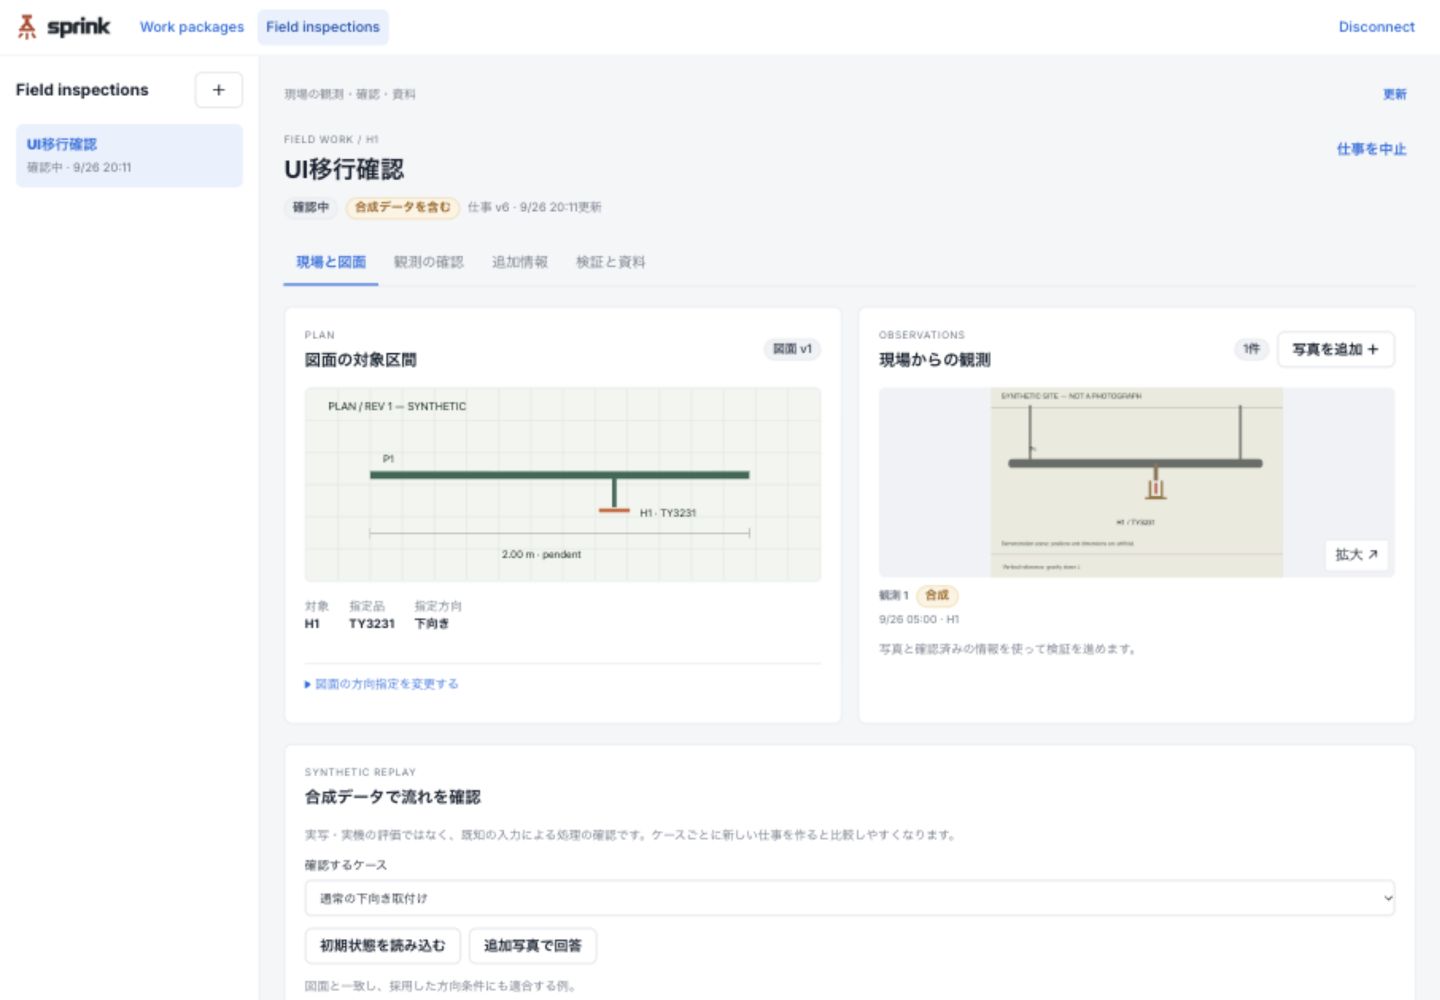 sprink Work packages Field inspections Disconnect
Field inspections +
UI移行確認
確認中 · 9/26 20:11
現場の観測・確認・資料 更新
FIELD WORK / H1
UI移行確認 仕事を中止
確認中 合成データを含む 仕事 v6 · 9/26 20:11更新
現場と図面 観測の確認 追加情報 検証と資料
PLAN
図面の対象区間 図面 v1
PLAN / REV 1 — SYNTHETIC
P1
H1 · TY3231
2.00 m · pendent
対象 指定品 指定方向
H1 TY3231 下向き
図面の方向指定を変更する
OBSERVATIONS
現場からの観測 1件 写真を追加 +
SYNTHETIC SITE — NOT A PHOTOGRAPH
H1 / TY3231
Demonstration scene; positions and dimensions are artificial.
拡大 ↗
観測 1 合成
9/26 05:00 · H1
写真と確認済みの情報を使って検証を進めます。
SYNTHETIC REPLAY
合成データで流れを確認
実写・実機の評価ではなく、既知の入力による処理の確認です。ケースごとに新しい仕事を作ると比較しやすくなります。
確認するケース
通常の下向き取付け
初期状態を読み込む 追加写真で回答
図面と一致し、採用した方向条件にも適合する例。